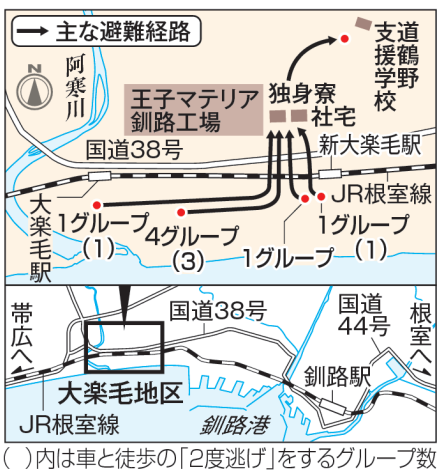 主な避難経路
N
阿寒川
道鶴野
支援学校
王子マテリア
釧路工場
独身寮
社宅
国道38号
新大楽毛駅
大楽毛駅
JR根室線
1グループ
(1)
4グループ
(3)
1グループ
1グループ
(1)
帯広へ
国道38号
国道
44号
根室へ
大楽毛地区
釧路駅
JR根室線
釧路港
( )内は車と徒歩の「2度逃げ」をするグループ数